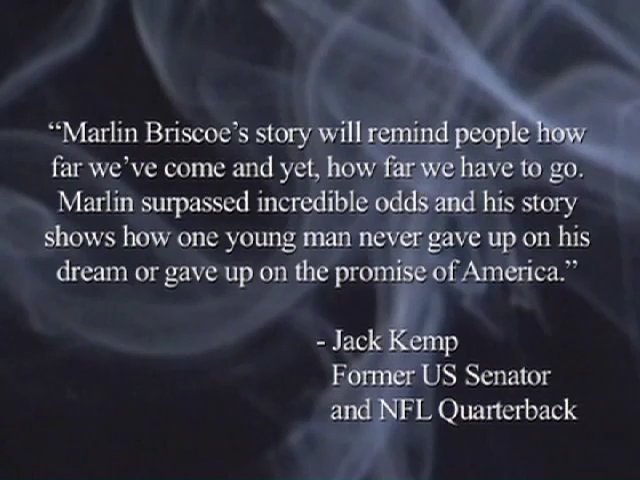 “Marlin Briscoe’s story will remind people how
far we’ve come and yet, how far we have to go.
Marlin surpassed incredible odds and his story
shows how one young man never gave up on his
dream or gave up on the promise of America.”
- Jack Kemp
Former US Senator
and NFL Quarterback